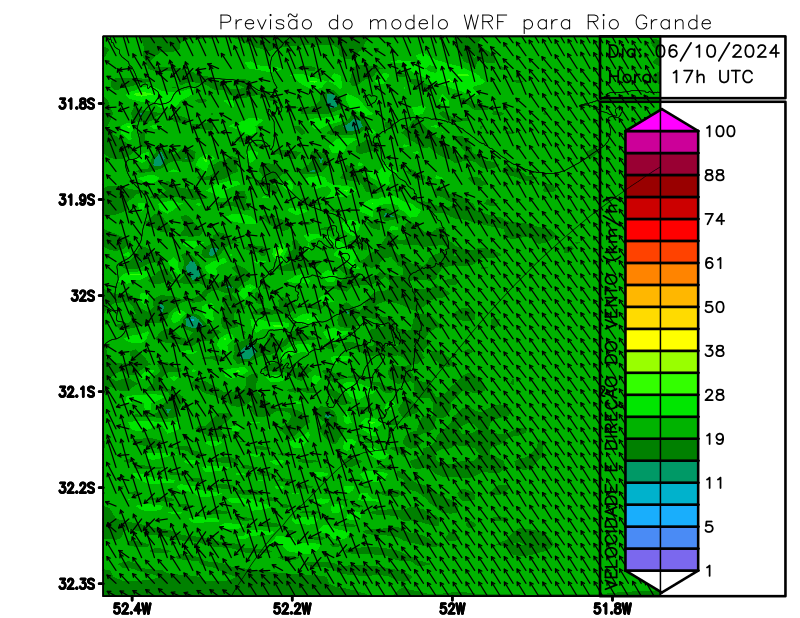 Previsão do modelo WRF para Rio Grande
Dia: 06/10/2024
Hora: 17h UTC
31.8S
31.9S
32S
32.1S
32.2S
32.3S
52.4W
52.2W
52W
51.8W
VELOCIDADE E DIREÇÃO DO VENTO (km/h)
100
88
74
61
50
38
28
19
11
5
1